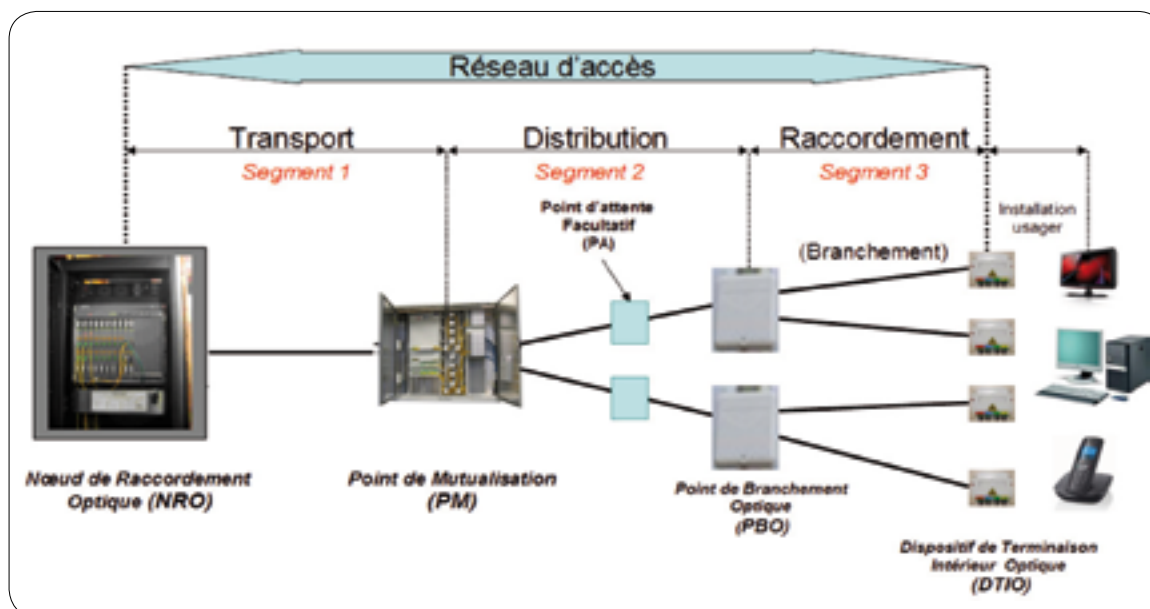 Réseau d'accès
Transport
Distribution
Raccordement
Segment 1
Segment 2
Segment 3
Point d'attente
Facultatif
(PA)
Installation
usager
(Branchement)
Nœud de Raccordement
Optique (NRO)
Point de Mutualisation
(PM)
Point de Branchement
Optique
(PBO)
Dispositif de Terminaison
Intérieur Optique
(DTIO)